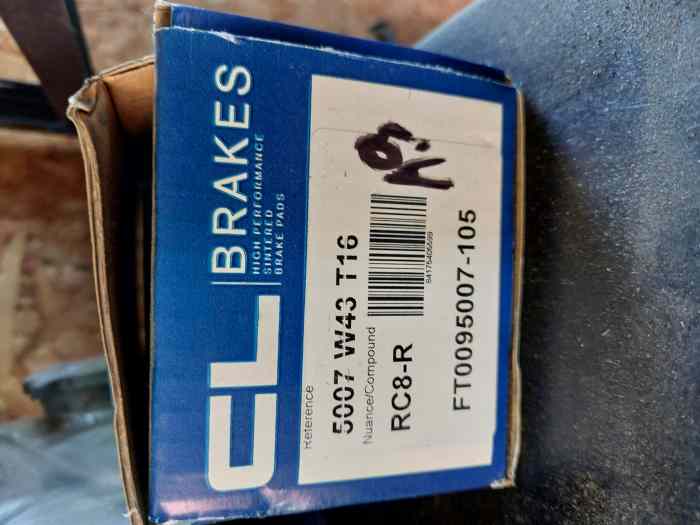 CL BRAKES
HIGH PERFORMANCE
SINTERED
BRAKE PADS
Reference
5007 W43 T16
Nuance/Compound
RC8-R
FT0095007-105